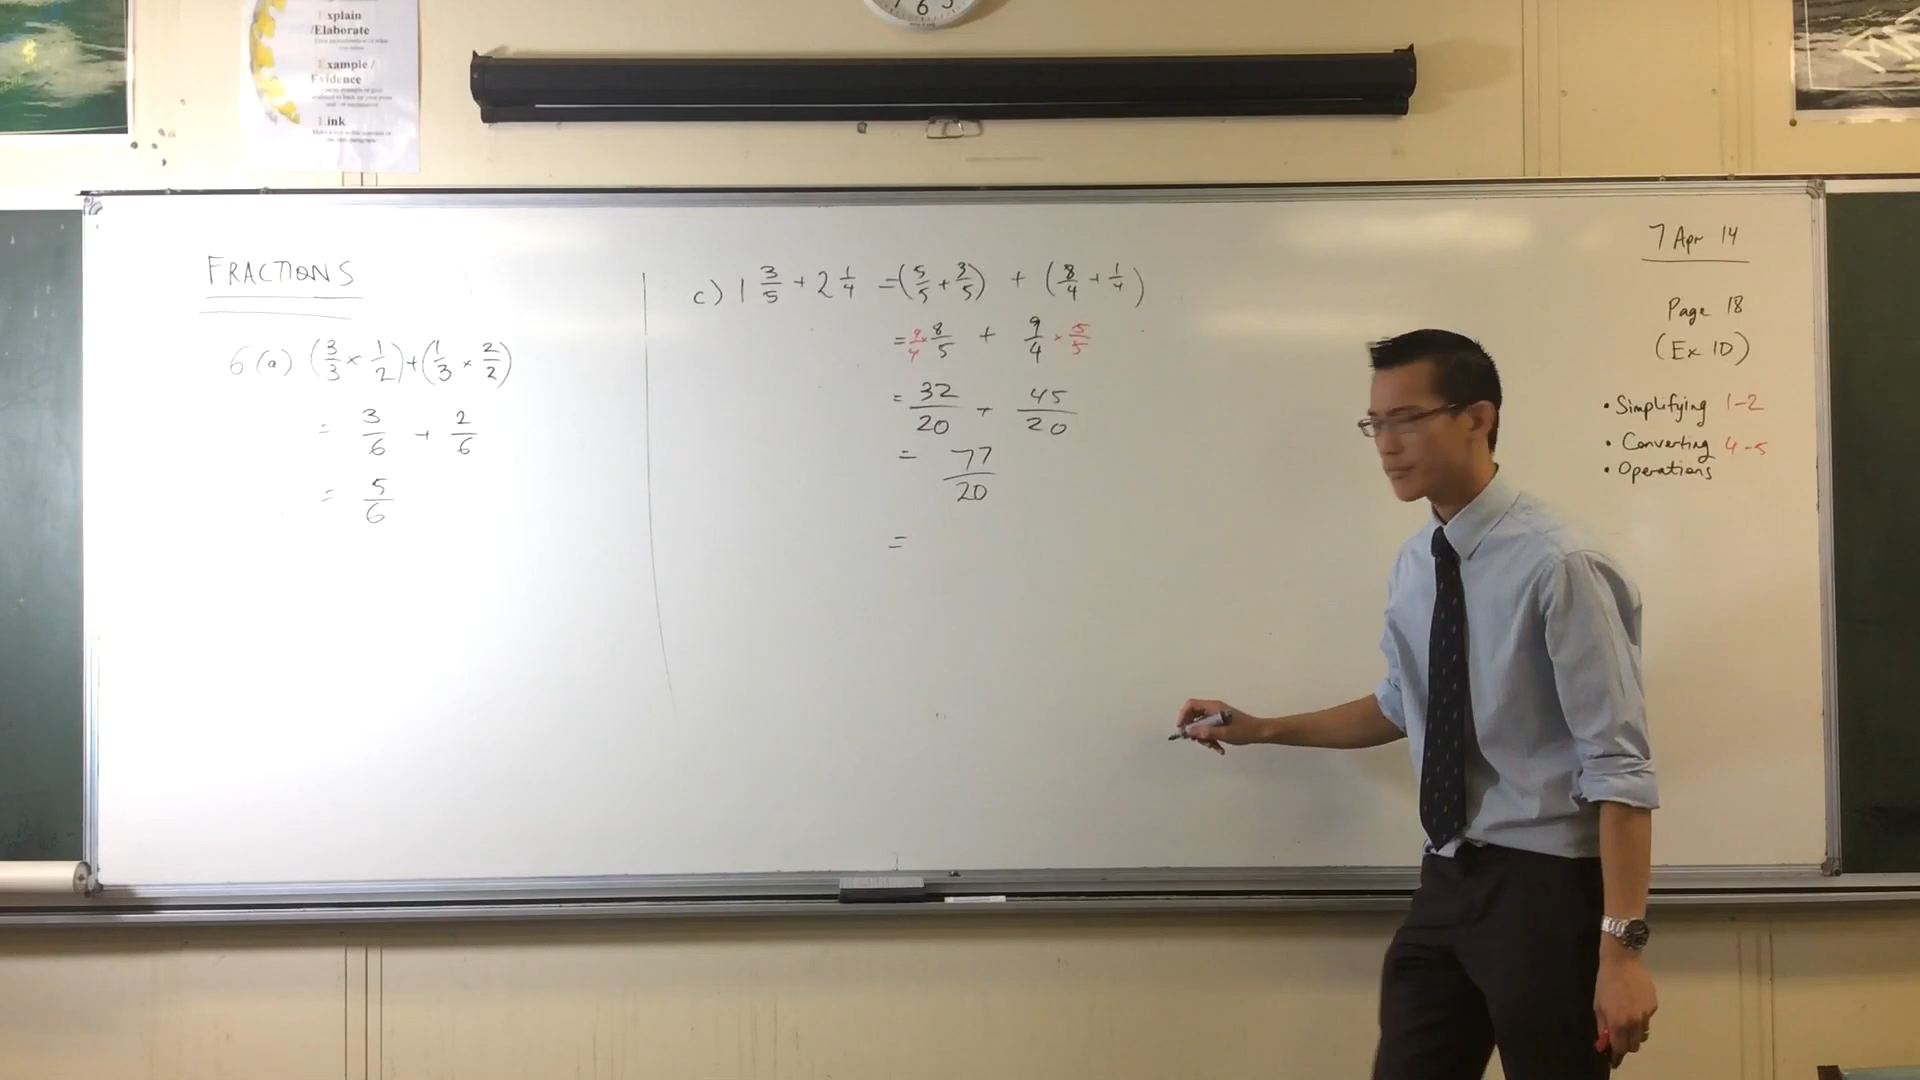 Explain
/Elaborate
Example /
Evidence
Link
6
FRACTIONS
6 (a) (3/3 × 1/2) + (1/3 × 2/2)
= 3/6 + 2/6
= 5/6
c) 1 3/5 + 2 1/4 = (5/5 + 3/5) + (8/4 + 1/4)
= 4/4 × 8/5 + 9/4 × 5/5
= 32/20 + 45/20
= 77/20
=
7 Apr 14
Page 18
(Ex 1D)
• Simplifying 1-2
• Converting 4-5
• Operations